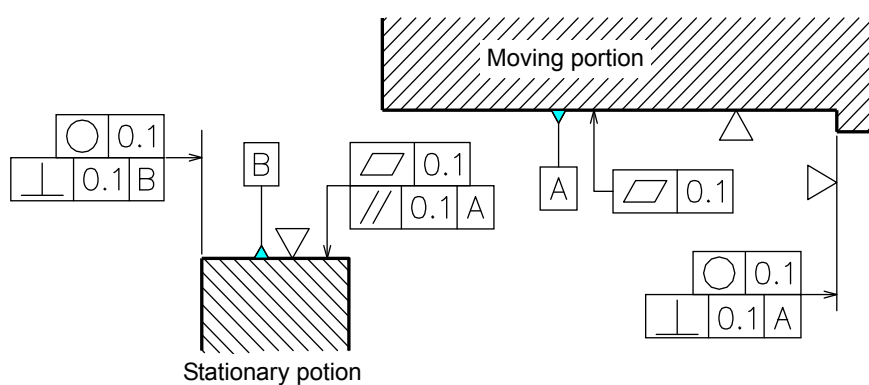 Moving portion
0.1
0.1 B
B
0.1
0.1 A
A
0.1
0.1
0.1 A
Stationary potion